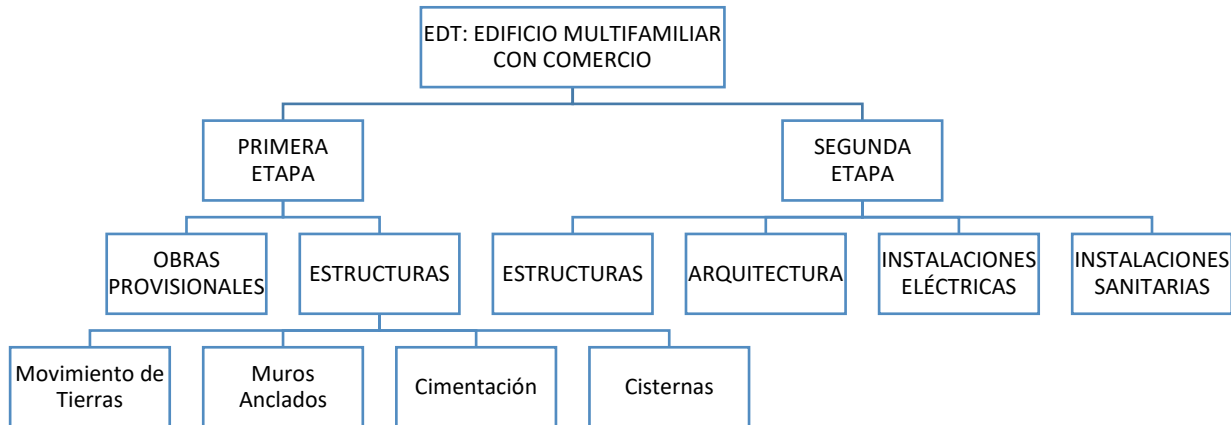 EDT: EDIFICIO MULTIFAMILIAR
CON COMERCIO
PRIMERA
ETAPA
SEGUNDA
ETAPA
OBRAS
PROVISIONALES
ESTRUCTURAS
ESTRUCTURAS
ARQUITECTURA
INSTALACIONES
ELÉCTRICAS
INSTALACIONES
SANITARIAS
Movimiento de
Tierras
Muros
Anclados
Cimentación
Cisternas